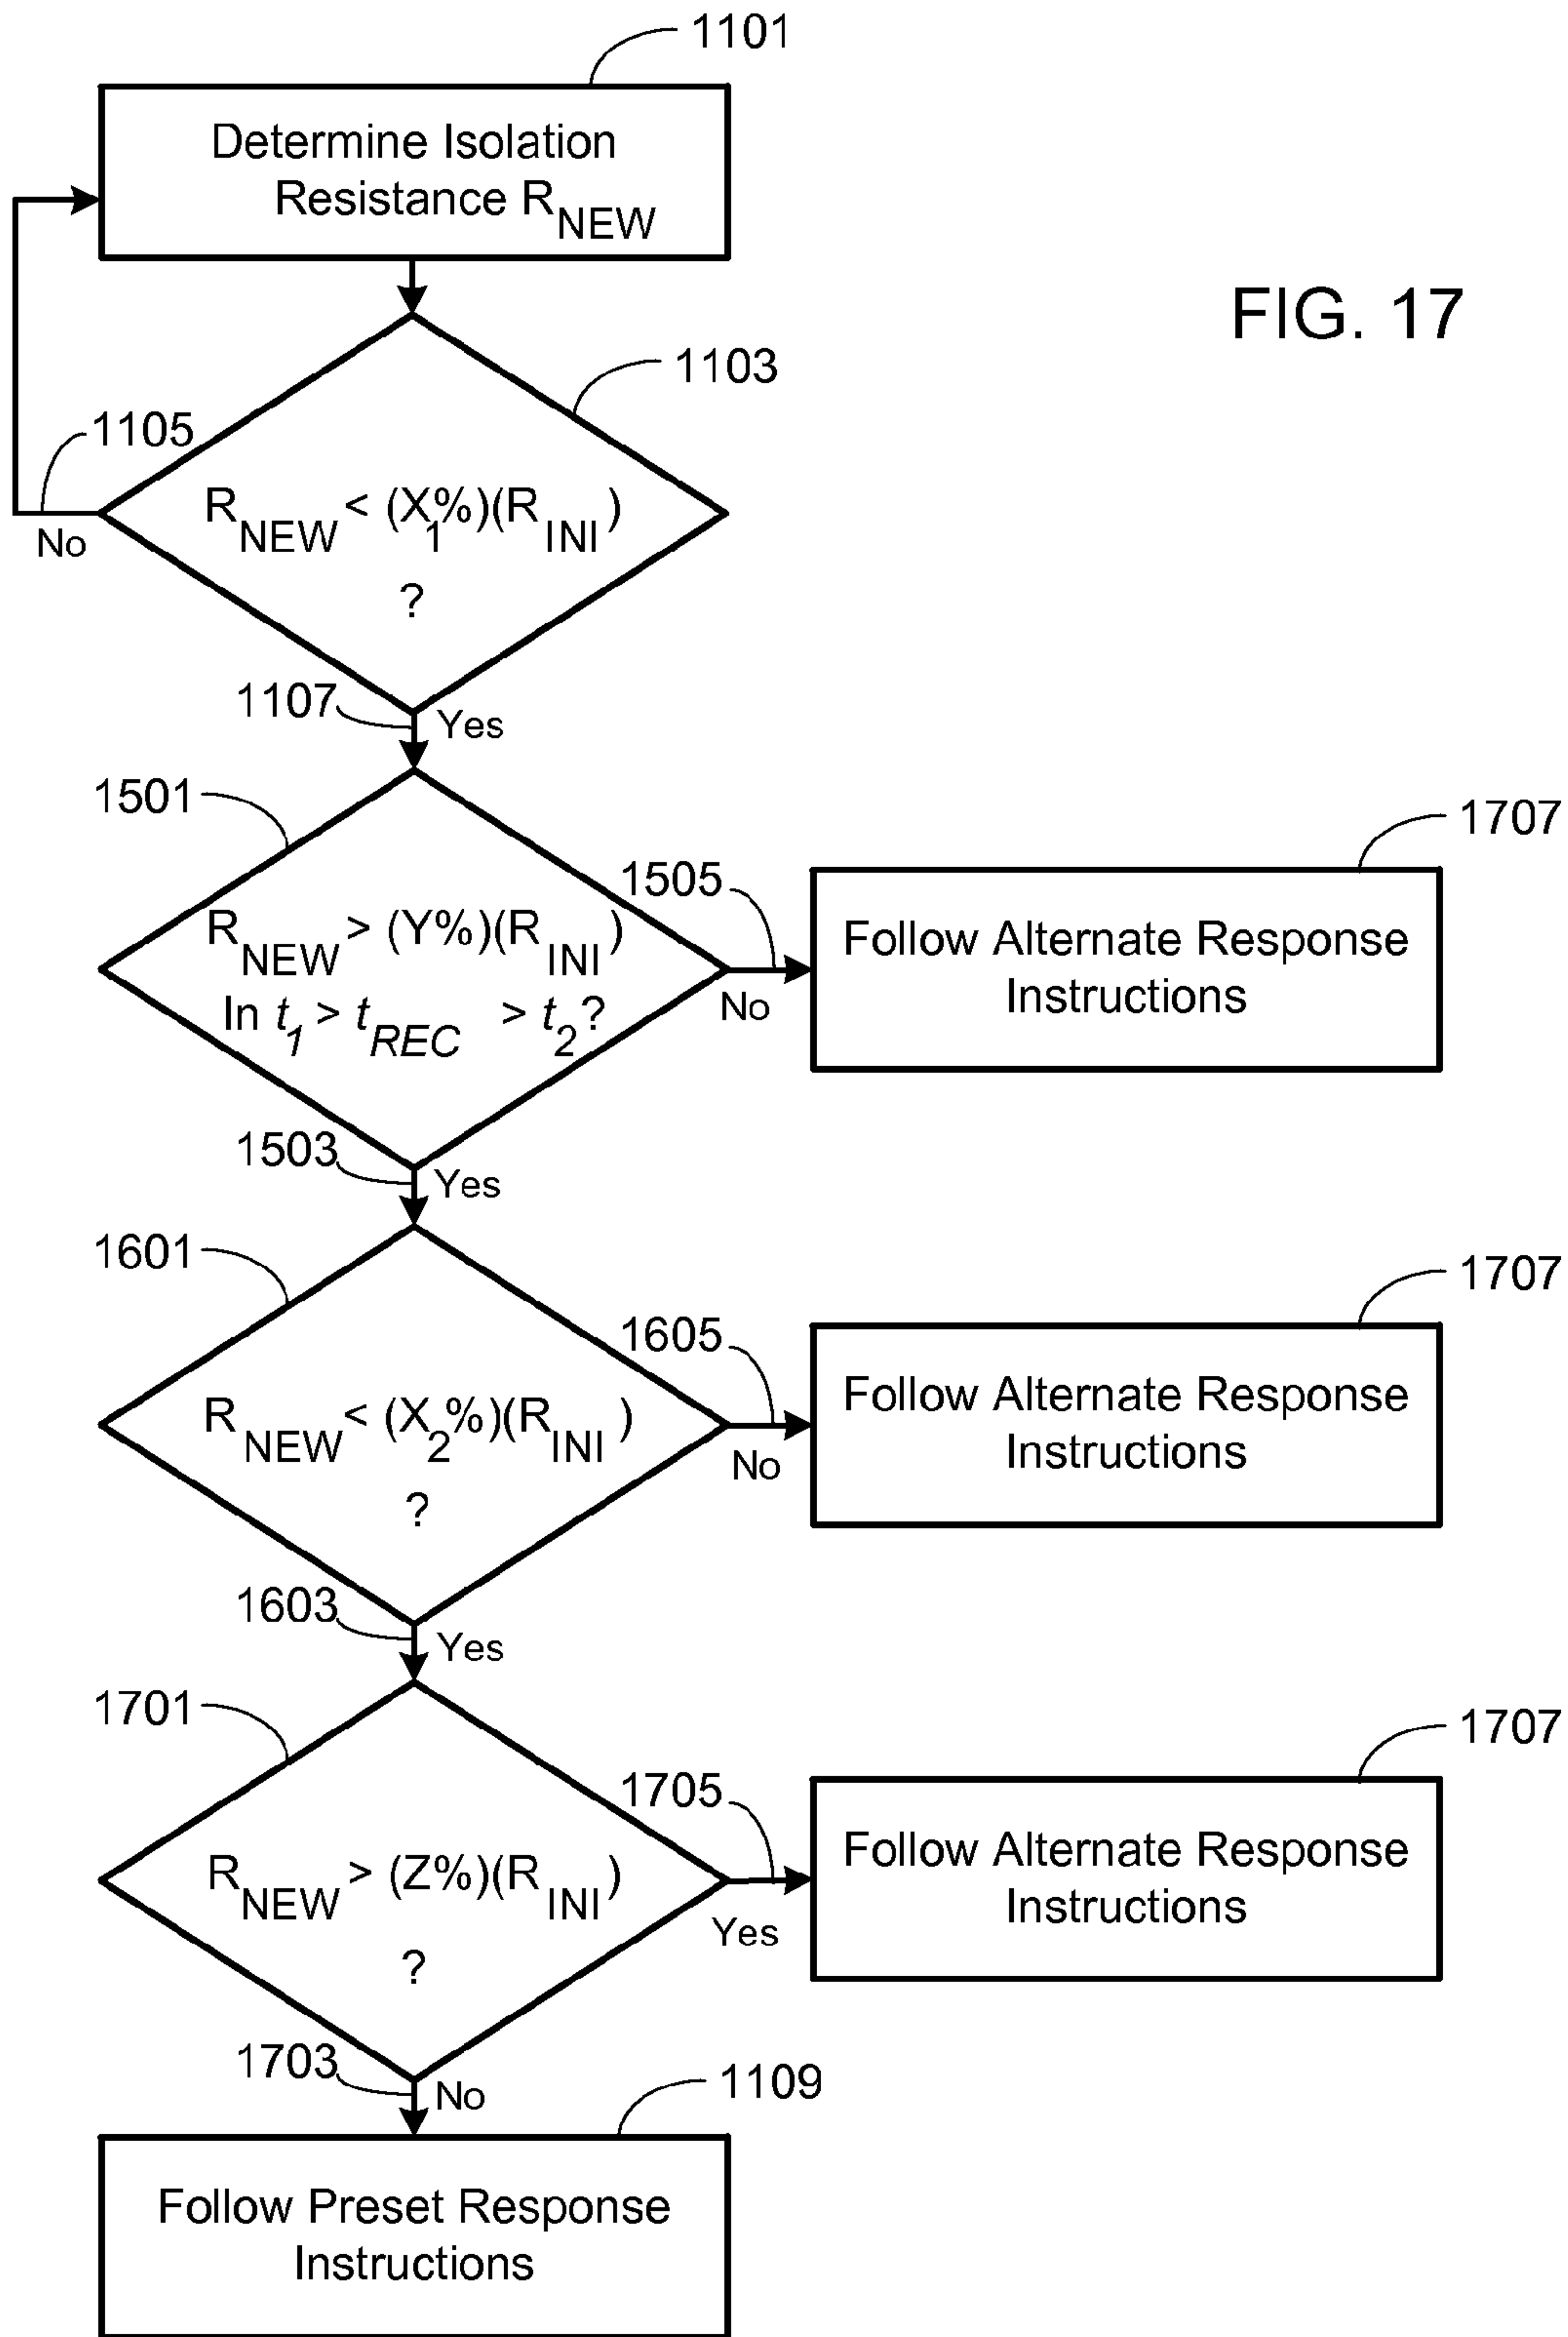 1101
Determine Isolation
Resistance R_NEW
FIG. 17
1103
1105
R_NEW < (X_1%)(R_INI)
?
No
1107
Yes
1501
1707
1505
R_NEW > (Y%)(R_INI)
In t_1 > t_REC > t_2?
No
Follow Alternate Response
Instructions
1503
Yes
1601
1707
1605
R_NEW < (X_2%)(R_INI)
?
No
Follow Alternate Response
Instructions
1603
Yes
1701
1707
1705
R_NEW > (Z%)(R_INI)
?
Yes
Follow Alternate Response
Instructions
1703
No
1109
Follow Preset Response
Instructions